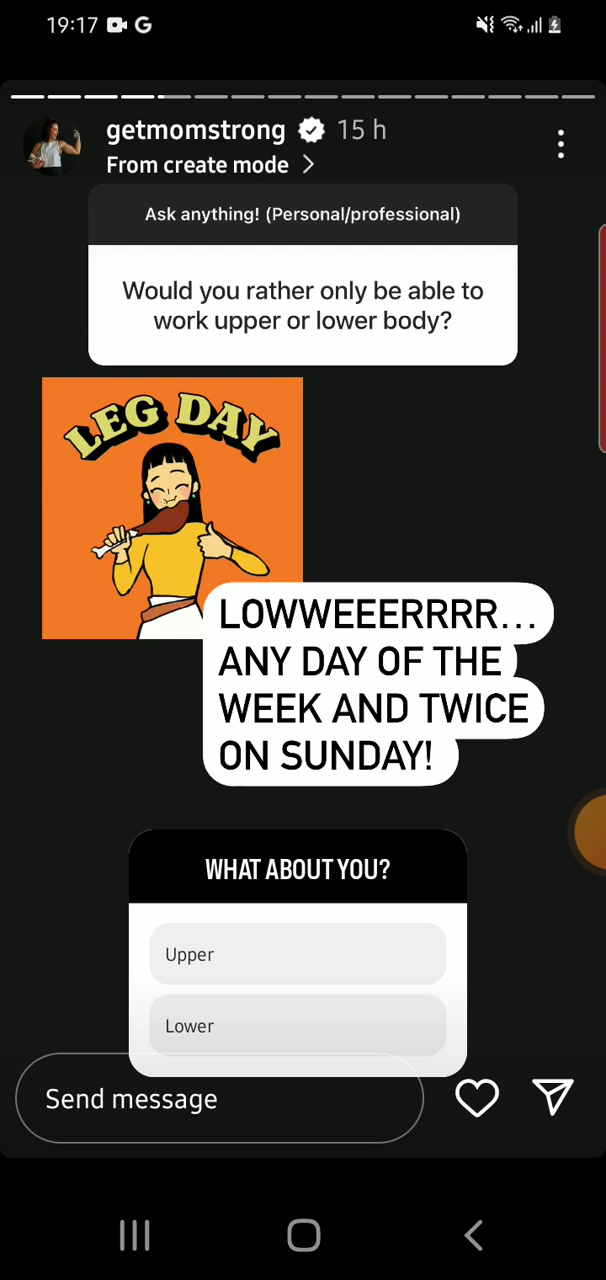 19:17
getmomstrong 15 h
From create mode
Ask anything! (Personal/professional)
Would you rather only be able to
work upper or lower body?
LEG DAY
LOWWEEERRRR...
ANY DAY OF THE
WEEK AND TWICE
ON SUNDAY!
WHAT ABOUT YOU?
Upper
Lower
Send message